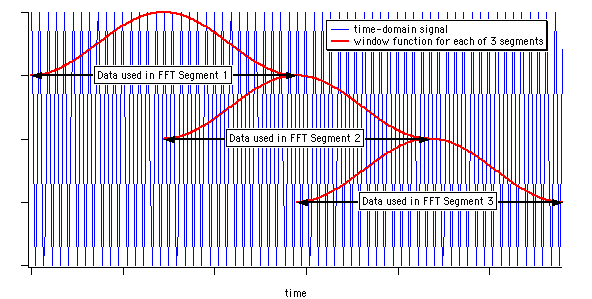 time-domain signal
window function for each of 3 segments
Data used in FFT Segment 1
Data used in FFT Segment 2
Data used in FFT Segment 3
time